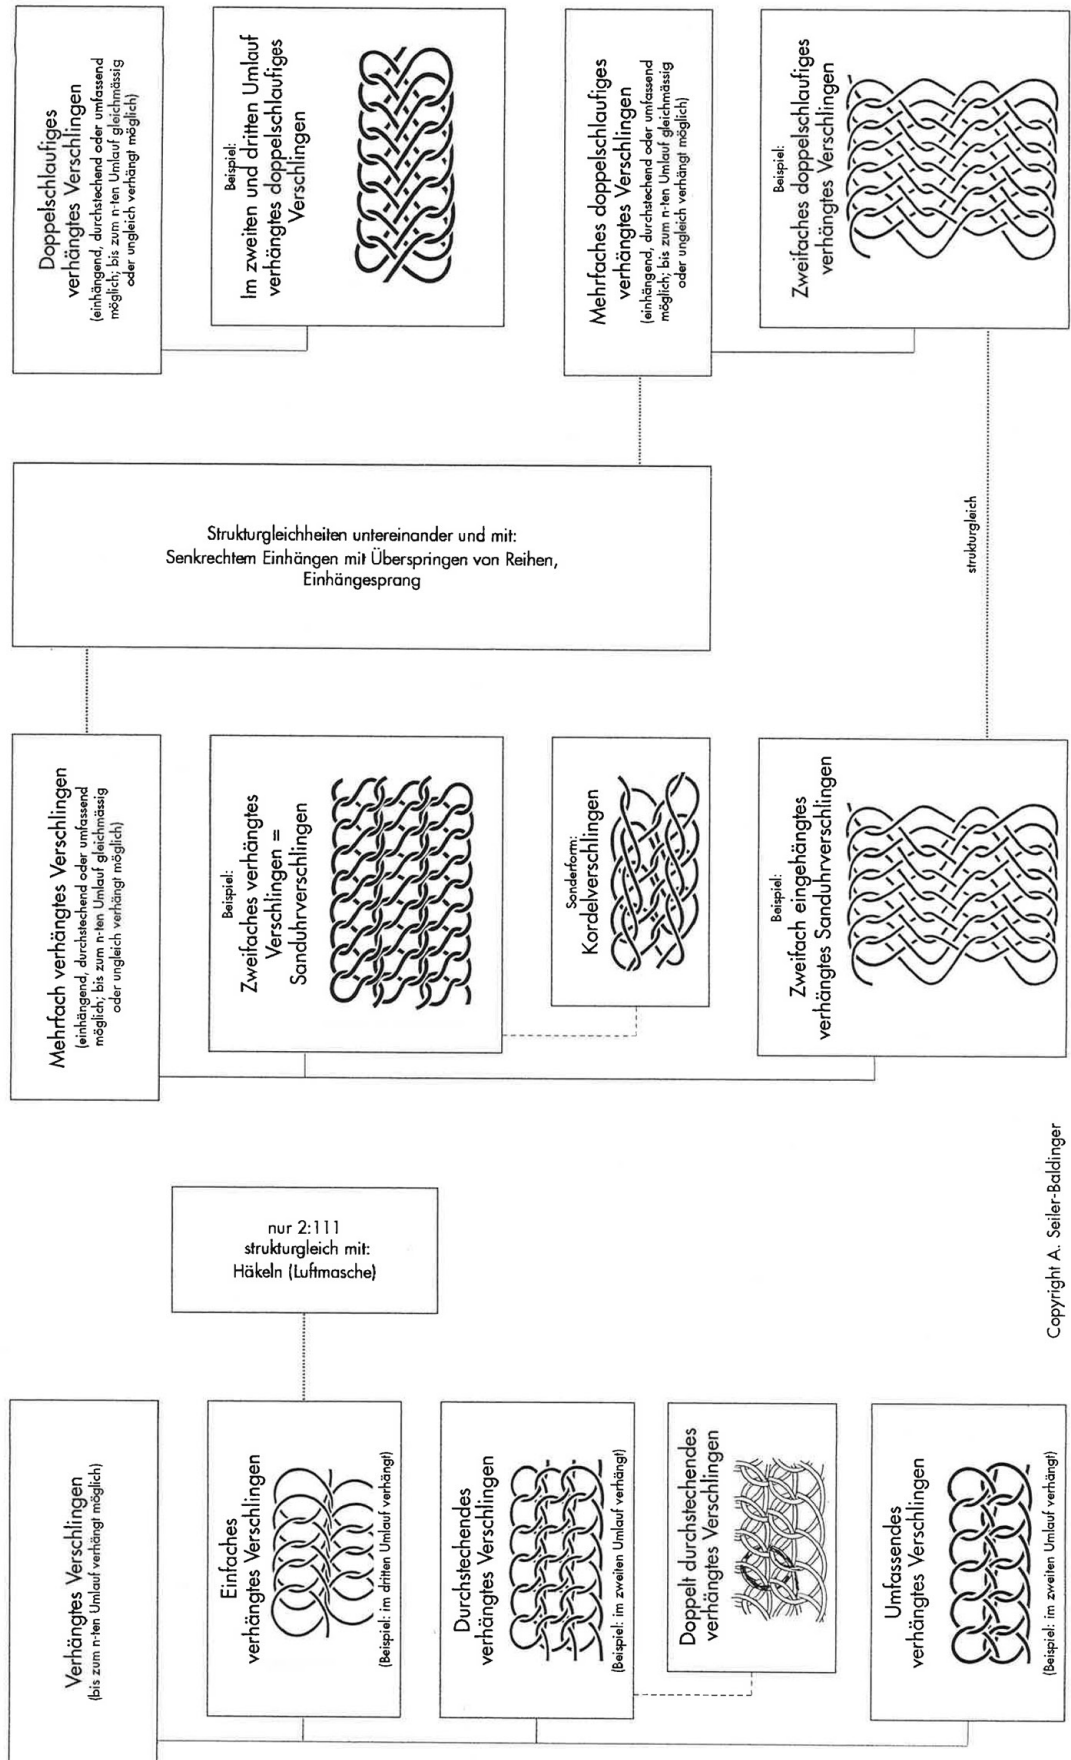 Verhängtes Verschlingen
(bis zum n-ten Umlauf verhängt möglich)
Einfaches
verhängtes Verschlingen
(Beispiel: im dritten Umlauf verhängt)
Durchstechendes
verhängtes Verschlingen
(Beispiel: im zweiten Umlauf verhängt)
Doppelt durchstechendes
verhängtes Verschlingen
Umfassendes
verhängtes Verschlingen
(Beispiel: im zweiten Umlauf verhängt)
nur 2:111
strukturgleich mit:
Häkeln (Luftmasche)
Mehrfach verhängtes Verschlingen
(einhängend, durchstechend oder umfassend
möglich; bis zum n-ten Umlauf gleichmässig
oder ungleich verhängt möglich)
Beispiel:
Zweifaches verhängtes
Verschlingen =
Sanduhrverschlingen
Sonderform:
Kordelverschlingen
Beispiel:
Zweifach eingehängtes
verhängtes Sanduhrverschlingen
Strukturgleichheiten untereinander und mit:
Senkrechtem Einhängen mit Überspringen von Reihen,
Einhängesprang
strukturgleich
Doppelschlaufiges
verhängtes Verschlingen
(einhängend, durchstechend oder umfassend
möglich; bis zum n-ten Umlauf gleichmässig
oder ungleich verhängt möglich)
Beispiel:
Im zweiten und dritten Umlauf
verhängtes doppelschlaufiges
Verschlingen
Mehrfaches doppelschlaufiges
verhängtes Verschlingen
(einhängend, durchstechend oder umfassend
möglich; bis zum n-ten Umlauf gleichmässig
oder ungleich verhängt möglich)
Beispiel:
Zweifaches doppelschlaufiges
verhängtes Verschlingen
Copyright A. Seiler-Baldinger